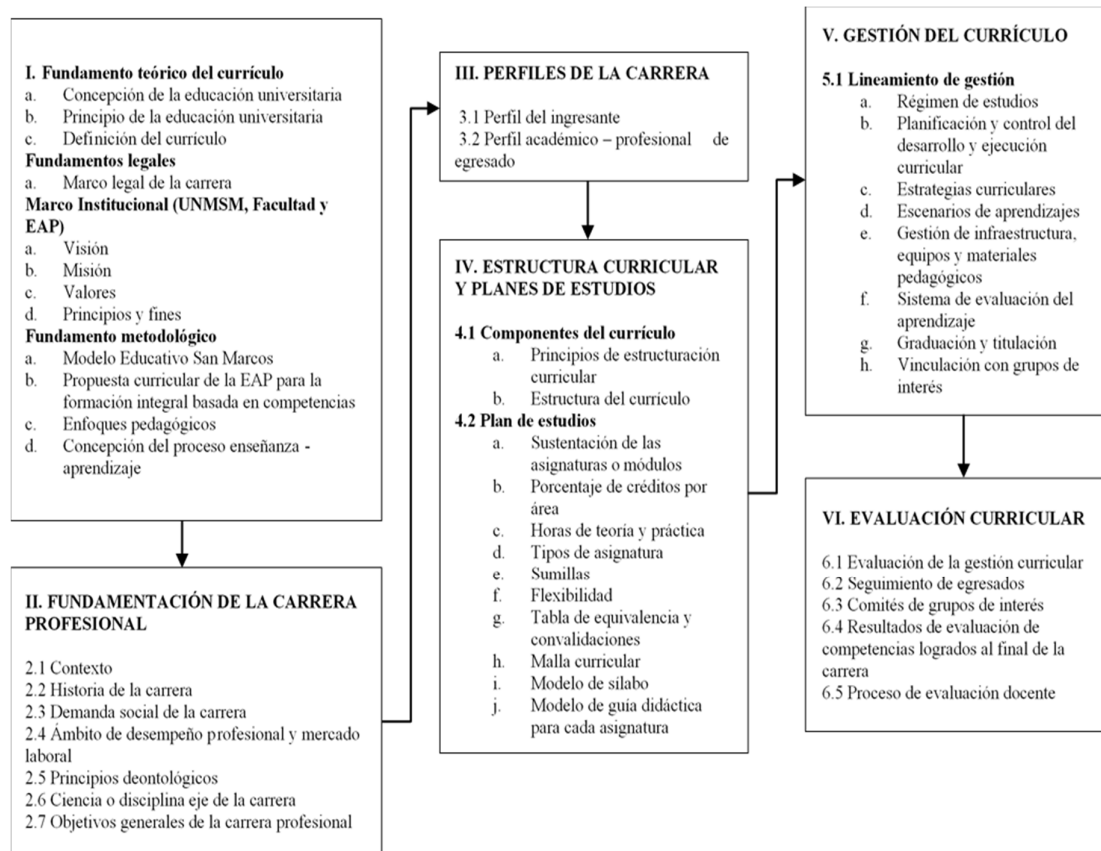 I. Fundamento teórico del currículo
a. Concepción de la educación universitaria
b. Principio de la educación universitaria
c. Definición del currículo
Fundamentos legales
a. Marco legal de la carrera
Marco Institucional (UNMSM, Facultad y
EAP)
a. Visión
b. Misión
c. Valores
d. Principios y fines
Fundamento metodológico
a. Modelo Educativo San Marcos
b. Propuesta curricular de la EAP para la
formación integral basada en competencias
c. Enfoques pedagógicos
d. Concepción del proceso enseñanza -
aprendizaje
II. FUNDAMENTACIÓN DE LA CARRERA
PROFESIONAL
2.1 Contexto
2.2 Historia de la carrera
2.3 Demanda social de la carrera
2.4 Ámbito de desempeño profesional y mercado
laboral
2.5 Principios deontológicos
2.6 Ciencia o disciplina eje de la carrera
2.7 Objetivos generales de la carrera profesional
III. PERFILES DE LA CARRERA
3.1 Perfil del ingresante
3.2 Perfil académico – profesional de
egresado
IV. ESTRUCTURA CURRICULAR
Y PLANES DE ESTUDIOS
4.1 Componentes del currículo
a. Principios de estructuración
curricular
b. Estructura del currículo
4.2 Plan de estudios
a. Sustentación de las
asignaturas o módulos
b. Porcentaje de créditos por
área
c. Horas de teoría y práctica
d. Tipos de asignatura
e. Sumillas
f. Flexibilidad
g. Tabla de equivalencia y
convalidaciones
h. Malla curricular
i. Modelo de sílabo
j. Modelo de guía didáctica
para cada asignatura
V. GESTIÓN DEL CURRÍCULO
5.1 Lineamiento de gestión
a. Régimen de estudios
b. Planificación y control del
desarrollo y ejecución
curricular
c. Estrategias curriculares
d. Escenarios de aprendizajes
e. Gestión de infraestructura,
equipos y materiales
pedagógicos
f. Sistema de evaluación del
aprendizaje
g. Graduación y titulación
h. Vinculación con grupos de
interés
VI. EVALUACIÓN CURRICULAR
6.1 Evaluación de la gestión curricular
6.2 Seguimiento de egresados
6.3 Comités de grupos de interés
6.4 Resultados de evaluación de
competencias logrados al final de la
carrera
6.5 Proceso de evaluación docente